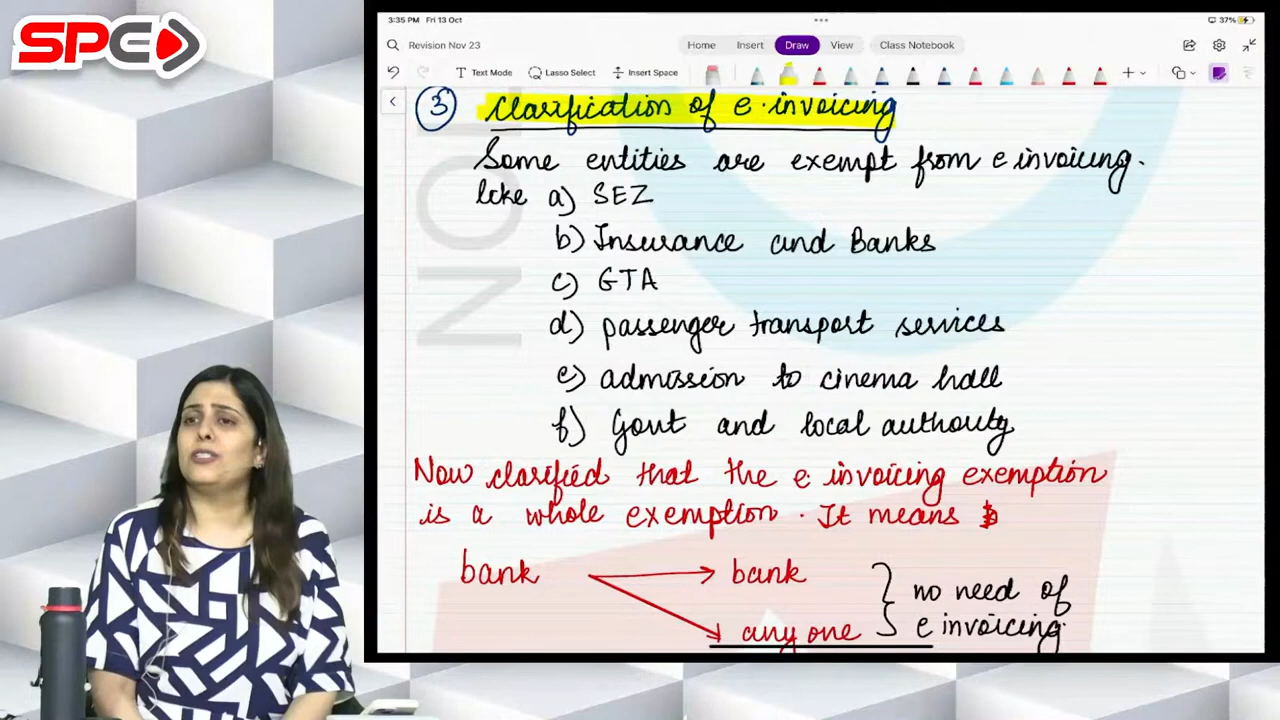 SPC
3:35 PM Fri 13 Oct
37%
Revision Nov 23
Home Insert Draw View Class Notebook
Text Mode Lasso Select Insert Space
3 Clarification of e-invoicing
Some entities are exempt from e invoicing.
like a) SEZ
b) Insurance and Banks
c) GTA
d) passenger transport services
e) admission to cinema hall
f) Govt and local authority
Now clarified that the e invoicing exemption
is a whole exemption. It means
bank bank
any one
no need of
e invoicing
NO